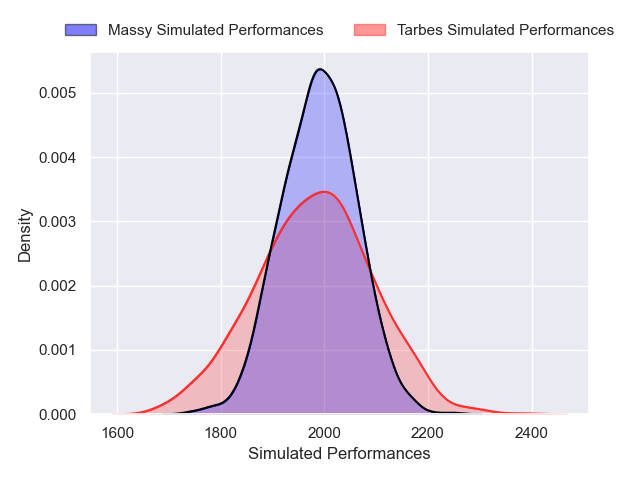 Massy Simulated Performances
Tarbes Simulated Performances
0.005
0.004
0.003
0.002
0.001
0.000
Density
1600
1800
2000
2200
2400
Simulated Performances